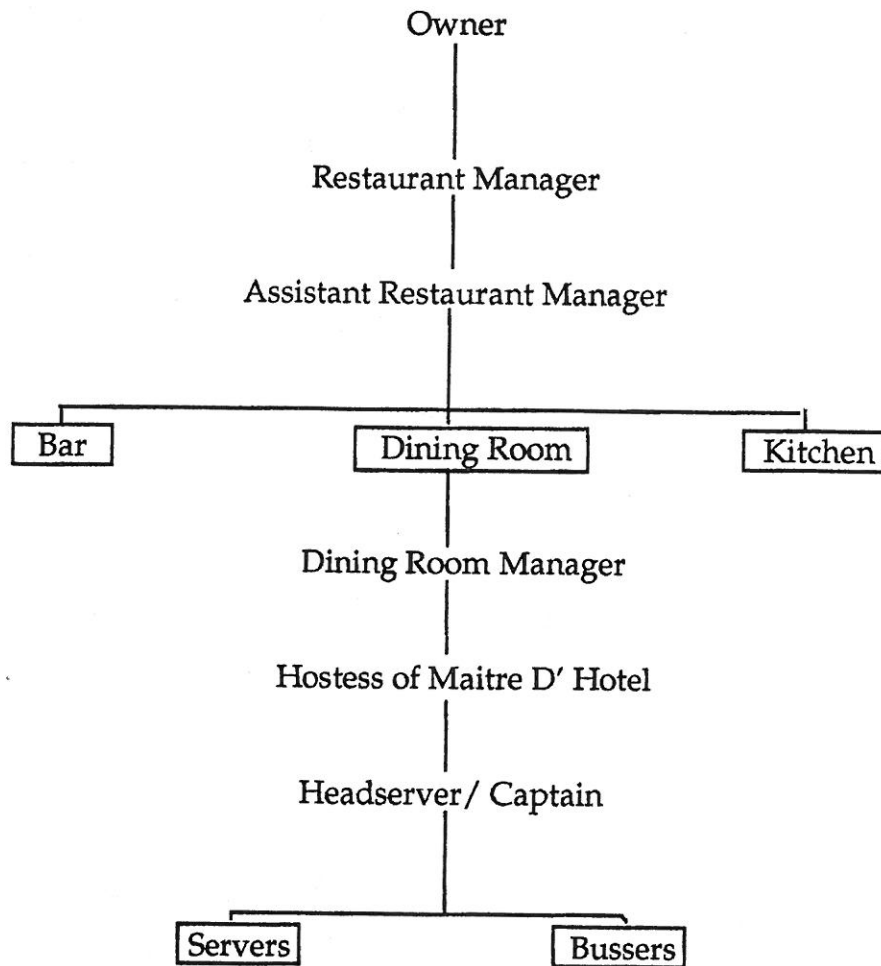 Owner
Restaurant Manager
Assistant Restaurant Manager
Bar
Dining Room
Kitchen
Dining Room Manager
Hostess of Maitre D' Hotel
Headserver/ Captain
Servers
Bussers